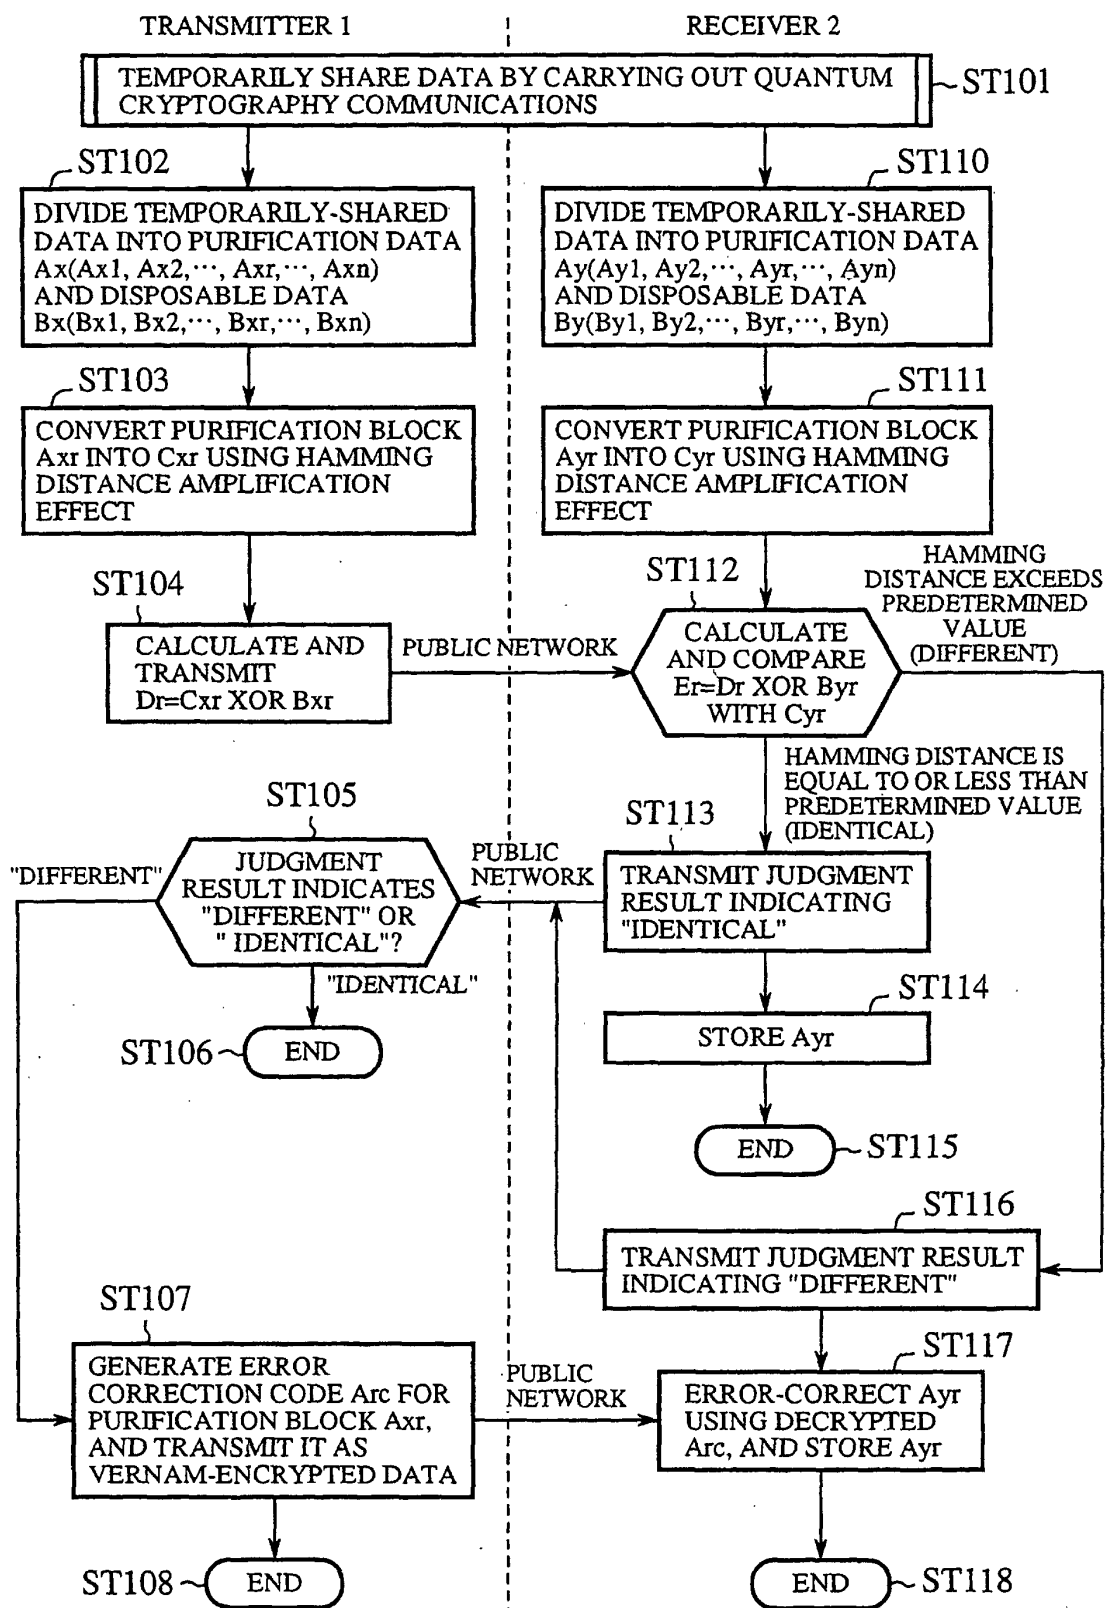 TRANSMITTER 1
RECEIVER 2
TEMPORARILY SHARE DATA BY CARRYING OUT QUANTUM
CRYPTOGRAPHY COMMUNICATIONS
ST101
ST102
DIVIDE TEMPORARILY-SHARED
DATA INTO PURIFICATION DATA
Ax(Ax1, Ax2,···, Axr,···, Axn)
AND DISPOSABLE DATA
Bx(Bx1, Bx2,···, Bxr,···, Bxn)
ST110
DIVIDE TEMPORARILY-SHARED
DATA INTO PURIFICATION DATA
Ay(Ay1, Ay2,···, Ayr,···, Ayn)
AND DISPOSABLE DATA
By(By1, By2,···, Byr,···, Byn)
ST103
CONVERT PURIFICATION BLOCK
Axr INTO Cxr USING HAMMING
DISTANCE AMPLIFICATION
EFFECT
ST111
CONVERT PURIFICATION BLOCK
Ayr INTO Cyr USING HAMMING
DISTANCE AMPLIFICATION
EFFECT
ST104
CALCULATE AND
TRANSMIT
Dr=Cxr XOR Bxr
PUBLIC NETWORK
ST112
CALCULATE
AND COMPARE
Er=Dr XOR Byr
WITH Cyr
HAMMING
DISTANCE EXCEEDS
PREDETERMINED
VALUE
(DIFFERENT)
HAMMING DISTANCE IS
EQUAL TO OR LESS THAN
PREDETERMINED VALUE
(IDENTICAL)
ST105
JUDGMENT
RESULT INDICATES
"DIFFERENT" OR
" IDENTICAL"?
"DIFFERENT"
"IDENTICAL"
PUBLIC
NETWORK
ST113
TRANSMIT JUDGMENT
RESULT INDICATING
"IDENTICAL"
ST106
END
ST114
STORE Ayr
END
ST115
ST116
TRANSMIT JUDGMENT RESULT
INDICATING "DIFFERENT"
ST107
GENERATE ERROR
CORRECTION CODE Arc FOR
PURIFICATION BLOCK Axr,
AND TRANSMIT IT AS
VERNAM-ENCRYPTED DATA
PUBLIC
NETWORK
ST117
ERROR-CORRECT Ayr
USING DECRYPTED
Arc, AND STORE Ayr
ST108
END
END
ST118